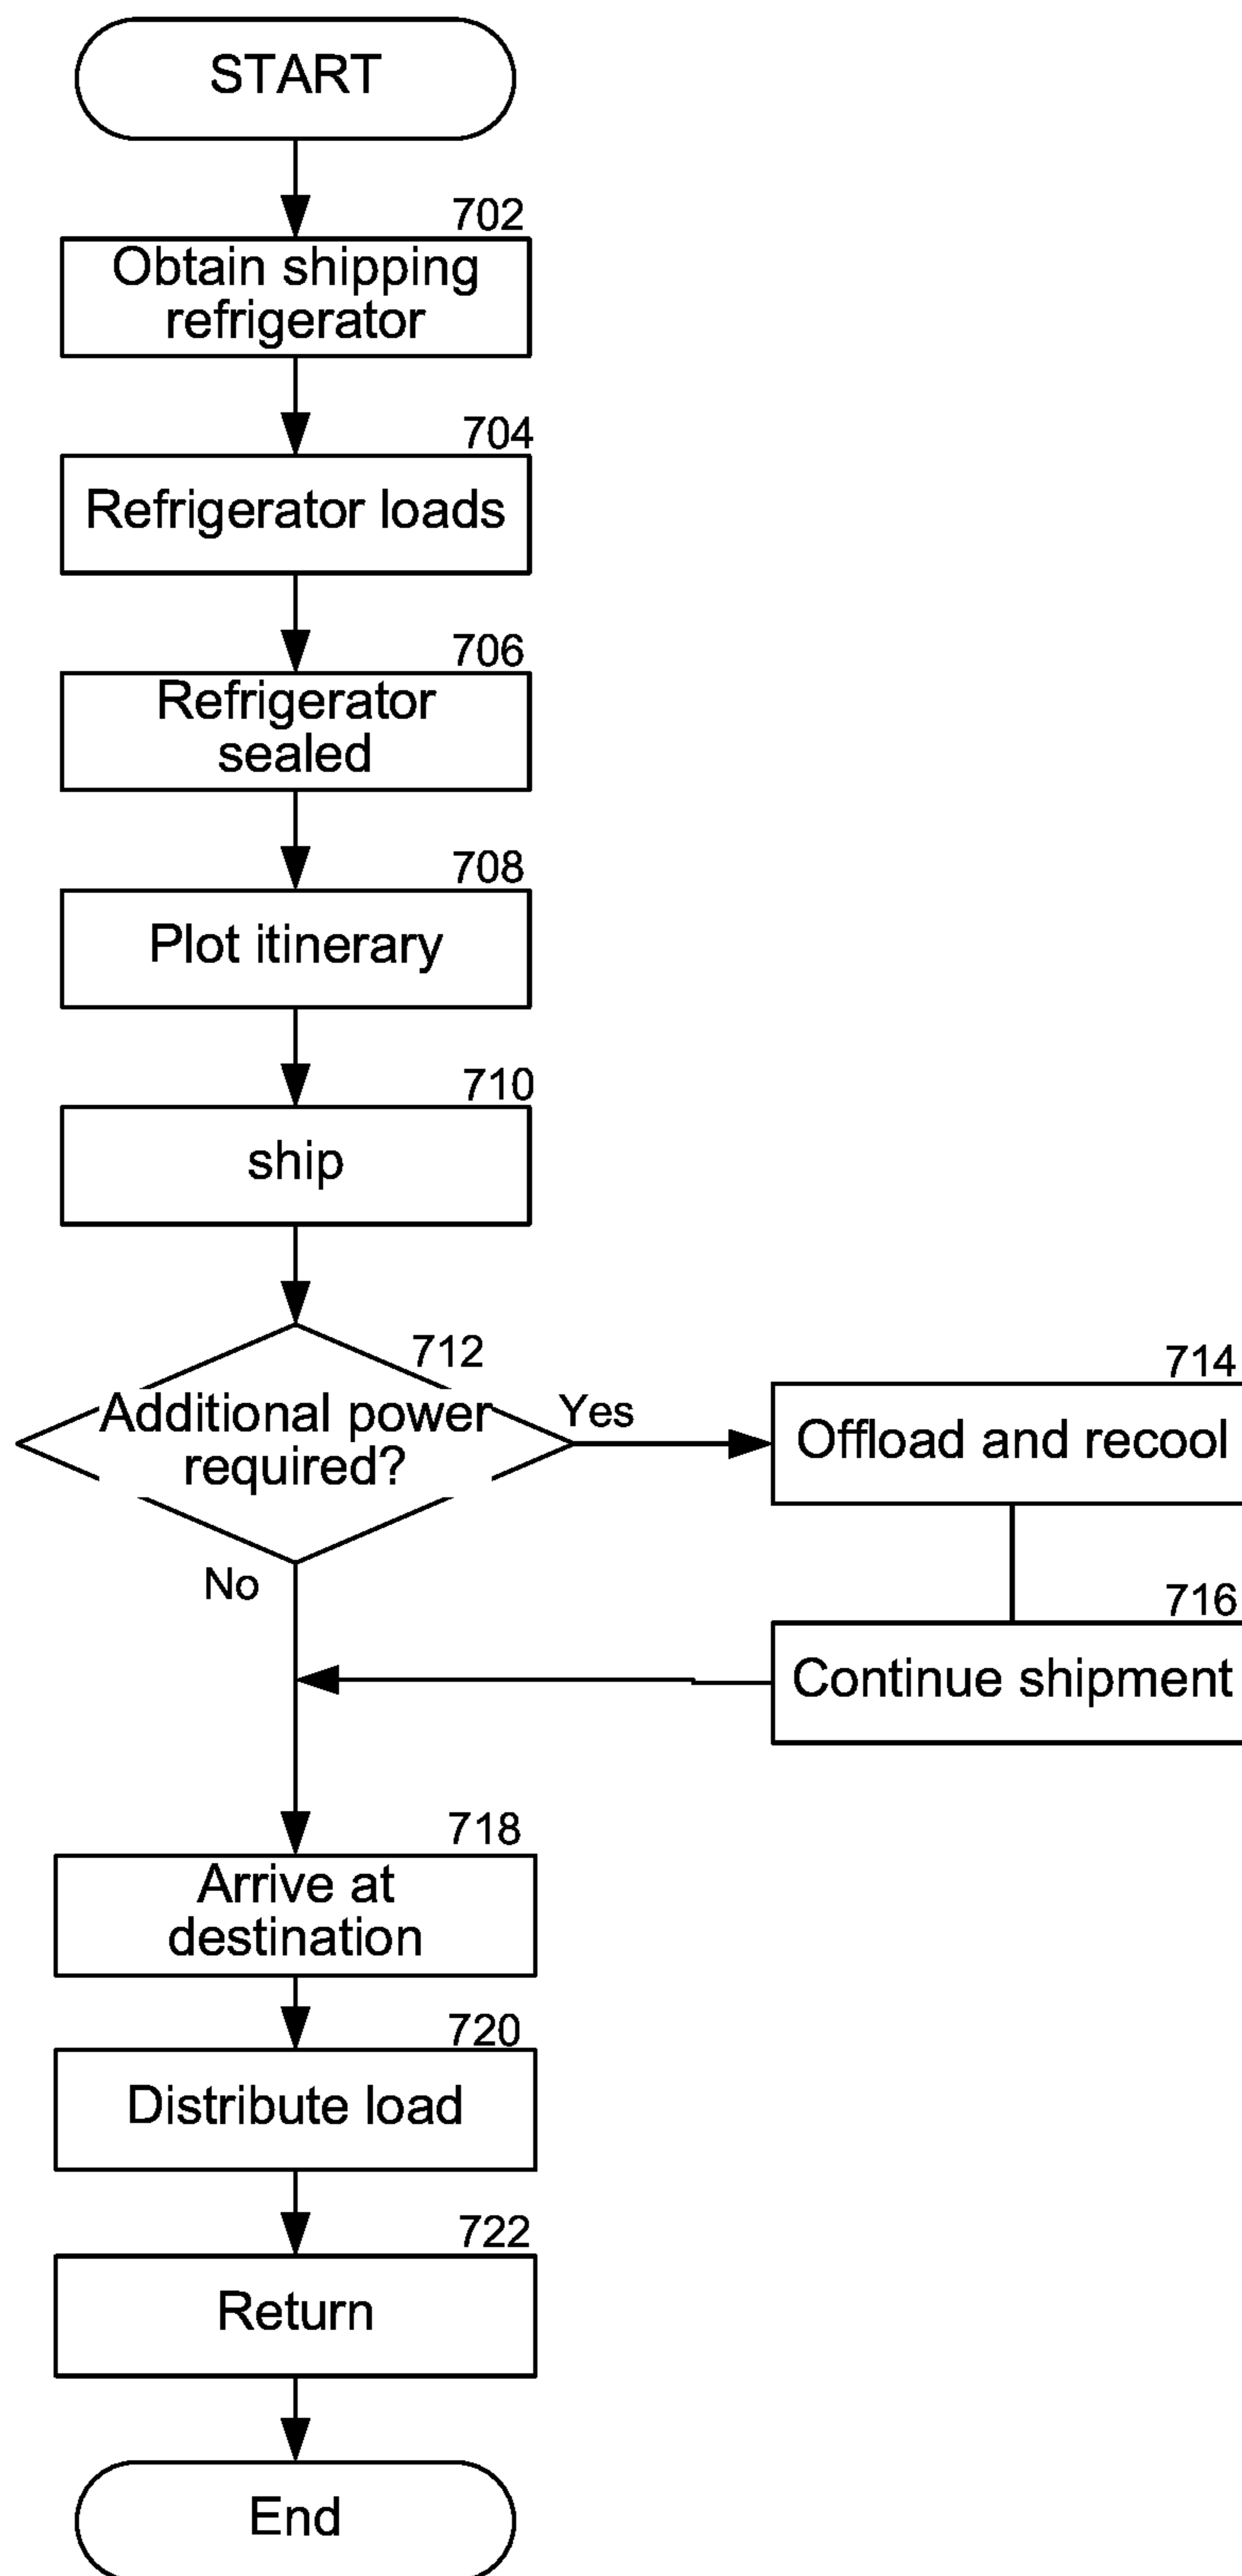 START
702
Obtain shipping
refrigerator
704
Refrigerator loads
706
Refrigerator
sealed
708
Plot itinerary
710
ship
712
Additional power
required?
Yes
714
Offload and recool
No
716
Continue shipment
718
Arrive at
destination
720
Distribute load
722
Return
End